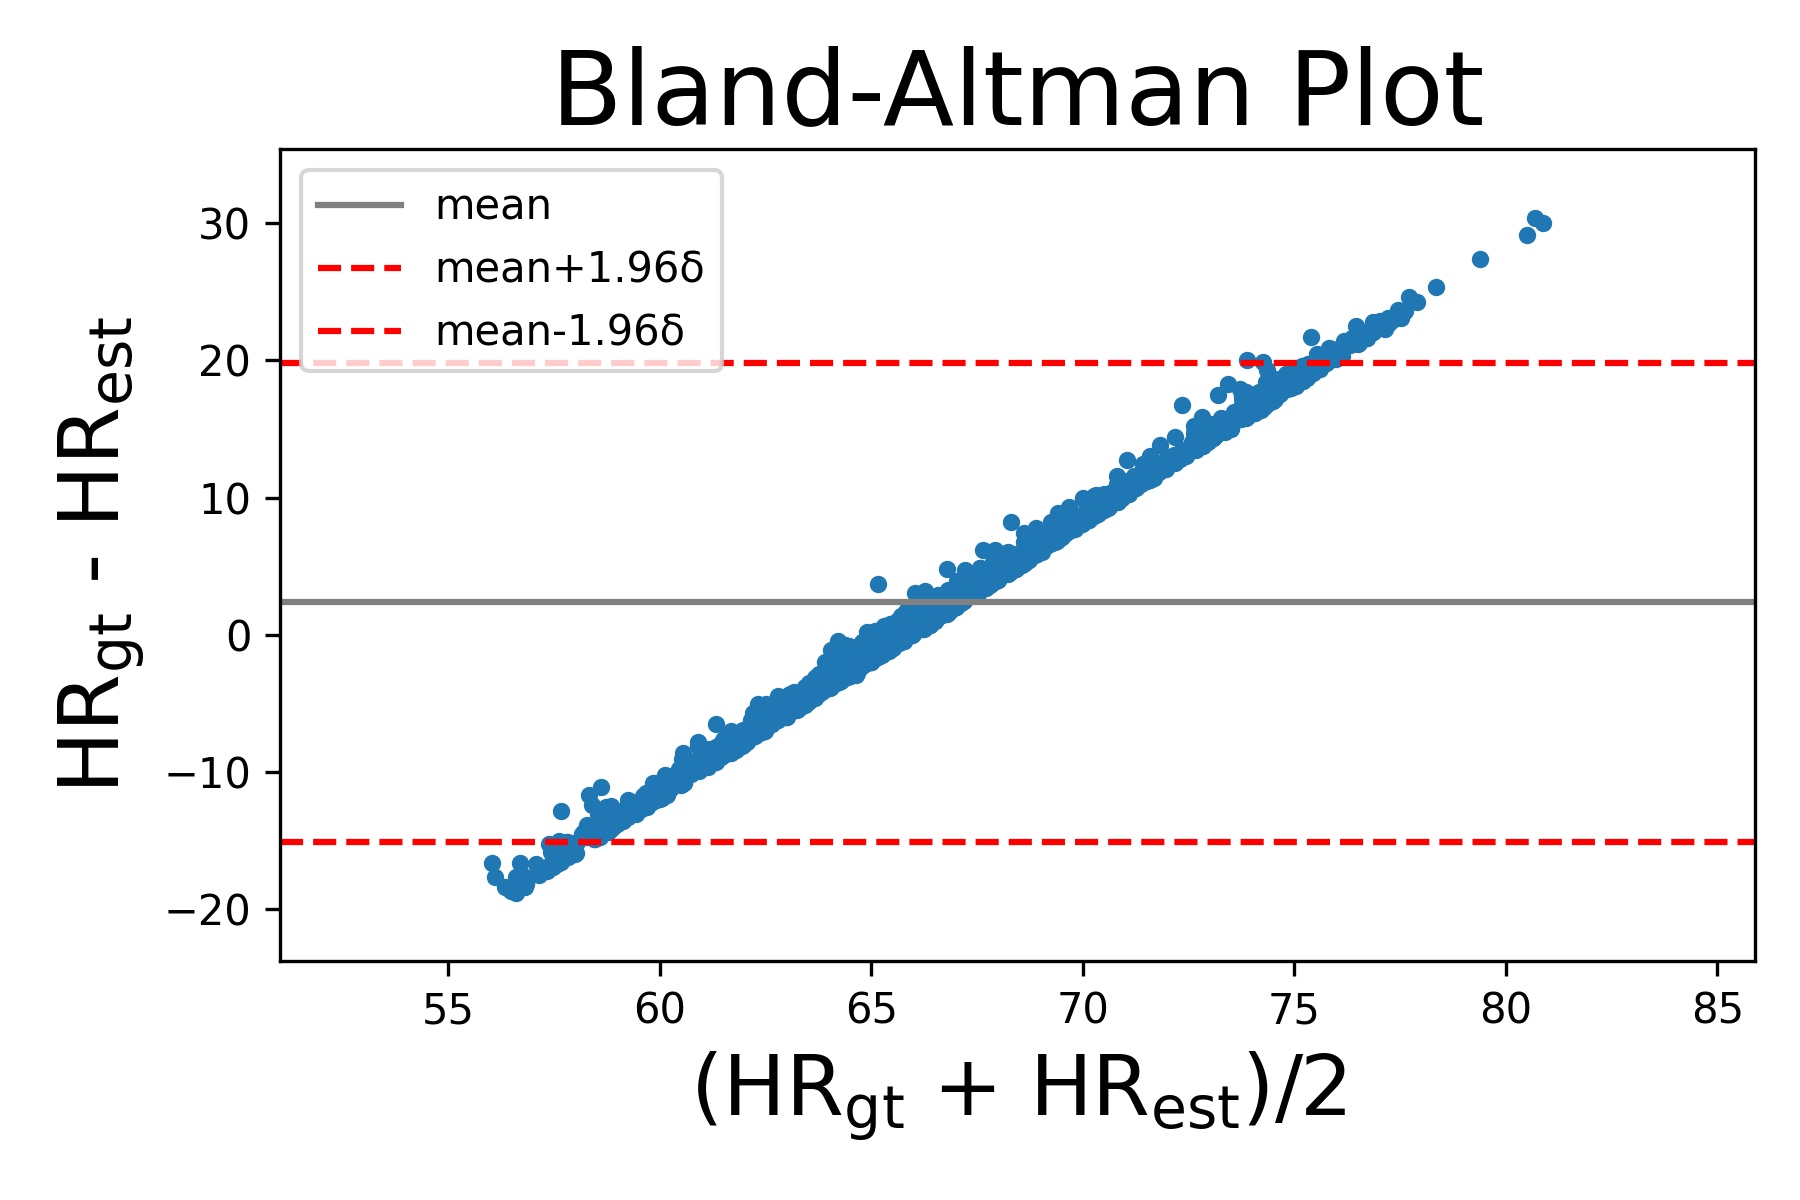 Bland-Altman Plot
mean
mean+1.96δ
mean-1.96δ
30
20
10
0
−10
−20
HRgt - HRest
55 60 65 70 75 80 85
(HRgt + HRest)/2